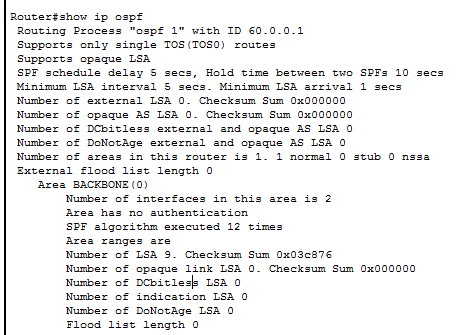 Router#show ip ospf
Routing Process "ospf 1" with ID 60.0.0.1
Supports only single TOS(TOS0) routes
Supports opaque LSA
SPF schedule delay 5 secs, Hold time between two SPFs 10 secs
Minimum LSA interval 5 secs. Minimum LSA arrival 1 secs
Number of external LSA 0. Checksum Sum 0x000000
Number of opaque AS LSA 0. Checksum Sum 0x000000
Number of DCbitless external and opaque AS LSA 0
Number of DoNotAge external and opaque AS LSA 0
Number of areas in this router is 1. 1 normal 0 stub 0 nssa
External flood list length 0
Area BACKBONE(0)
Number of interfaces in this area is 2
Area has no authentication
SPF algorithm executed 12 times
Area ranges are
Number of LSA 9. Checksum Sum 0x03c876
Number of opaque link LSA 0. Checksum Sum 0x000000
Number of DCbitless LSA 0
Number of indication LSA 0
Number of DoNotAge LSA 0
Flood list length 0